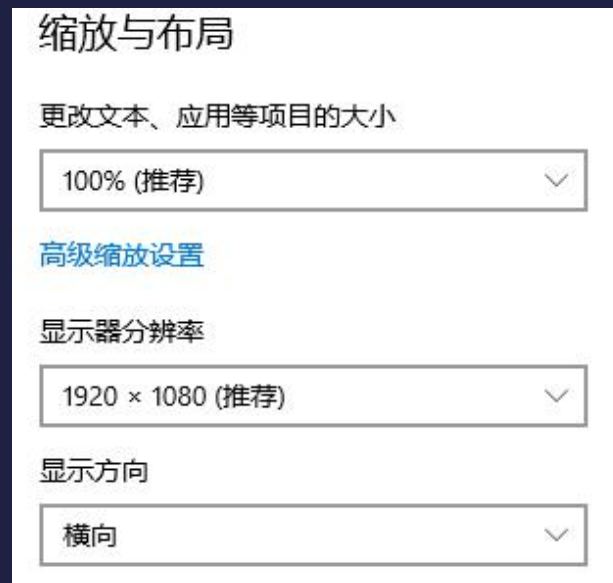 缩放与布局
更改文本、应用等项目的大小
100% (推荐)
高级缩放设置
显示器分辨率
1920 × 1080 (推荐)
显示方向
横向